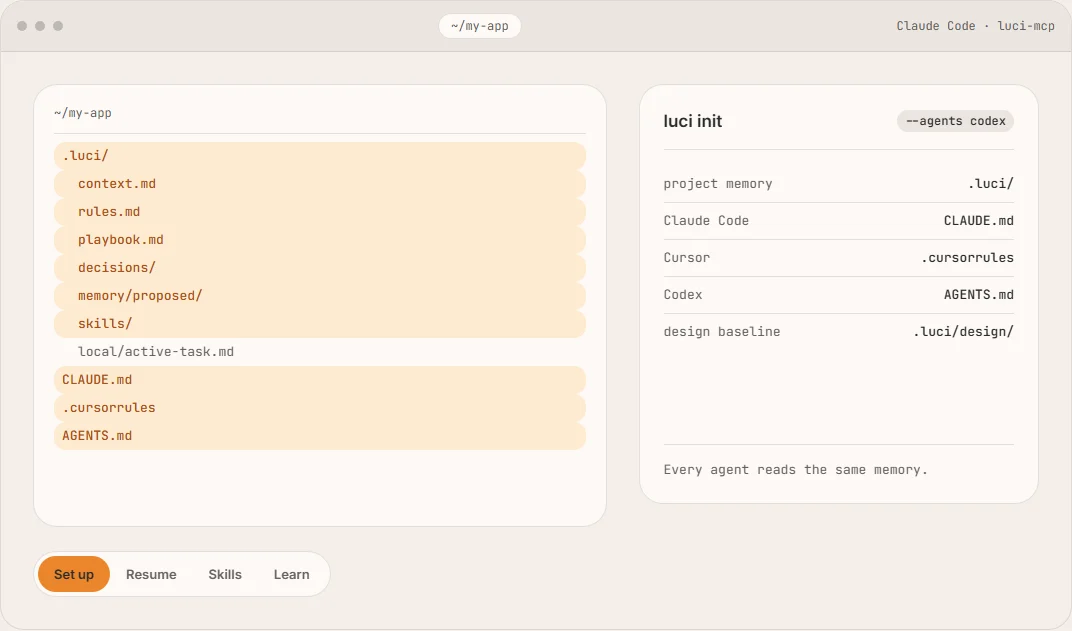 ~/my-app
Claude Code · luci-mcp
~/my-app
.luci/
context.md
rules.md
playbook.md
decisions/
memory/proposed/
skills/
local/active-task.md
CLAUDE.md
.cursorrules
AGENTS.md
luci init
--agents codex
project memory .luci/
Claude Code CLAUDE.md
Cursor .cursorrules
Codex AGENTS.md
design baseline .luci/design/
Every agent reads the same memory.
Set up Resume Skills Learn